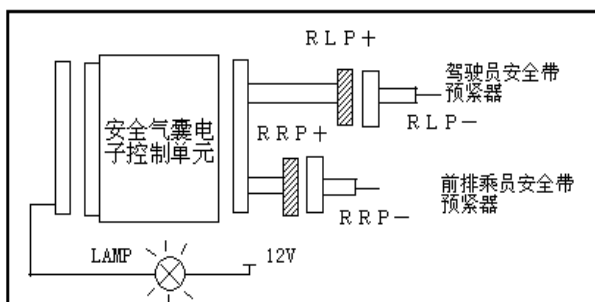 RLP+
驾驶员安全带
预紧器
RLP-
安全气囊电
子控制单元
RRP+
前排乘员安全带
预紧器
RRP-
LAMP
12V